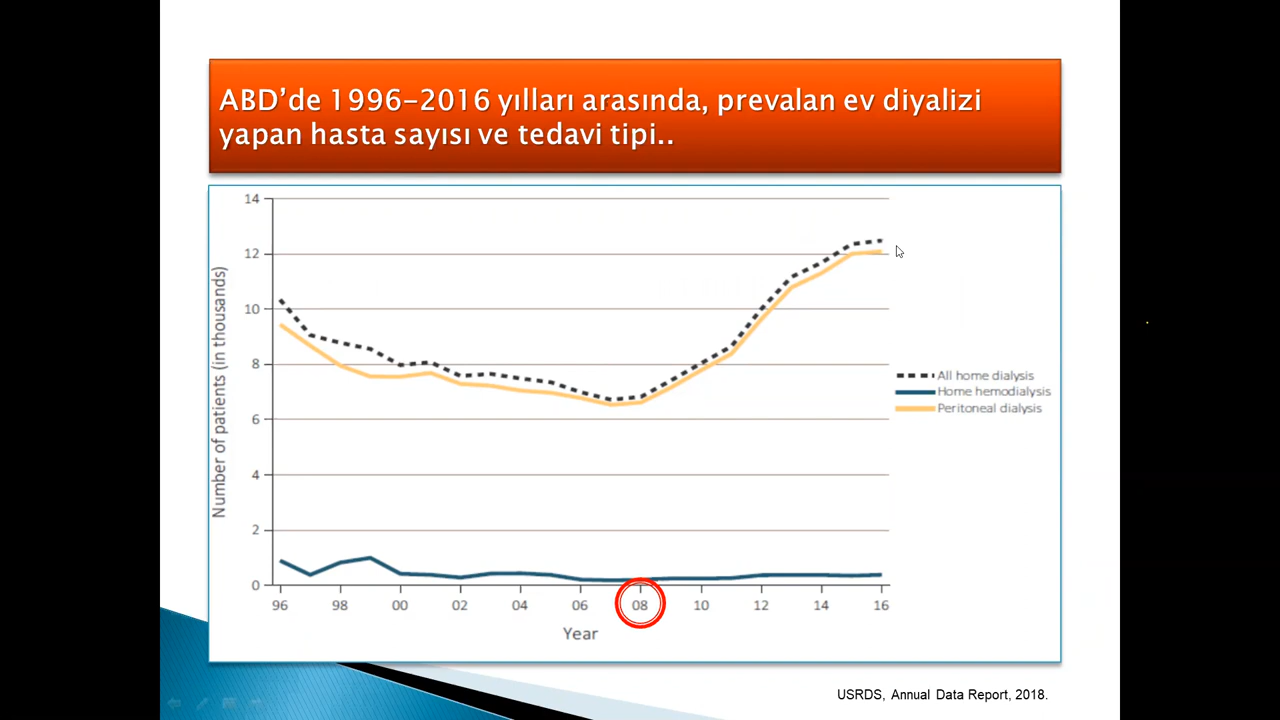 ABD’de 1996-2016 yılları arasında, prevalan ev diyalizi
yapan hasta sayısı ve tedavi tipi..
14
12
10
8
6
4
2
0
Number of patients (in thousands)
96 98 00 02 04 06 08 10 12 14 16
Year
All home dialysis
Home hemodialysis
Peritoneal dialysis
USRDS, Annual Data Report, 2018.